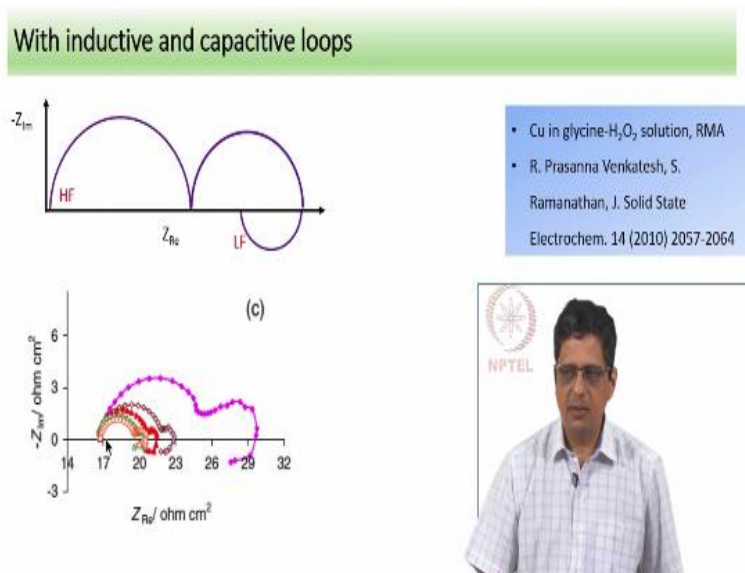 With inductive and capacitive loops
-Z_Im
HF
Z_Re
LF
• Cu in glycine-H₂O₂ solution, RMA
• R. Prasanna Venkatesh, S.
Ramanathan, J. Solid State
Electrochem. 14 (2010) 2057-2064
(c)
-Z_Im/ ohm cm²
6
3
0
-3
14 17 20 23 26 29 32
Z_Re/ ohm cm²
NPTEL